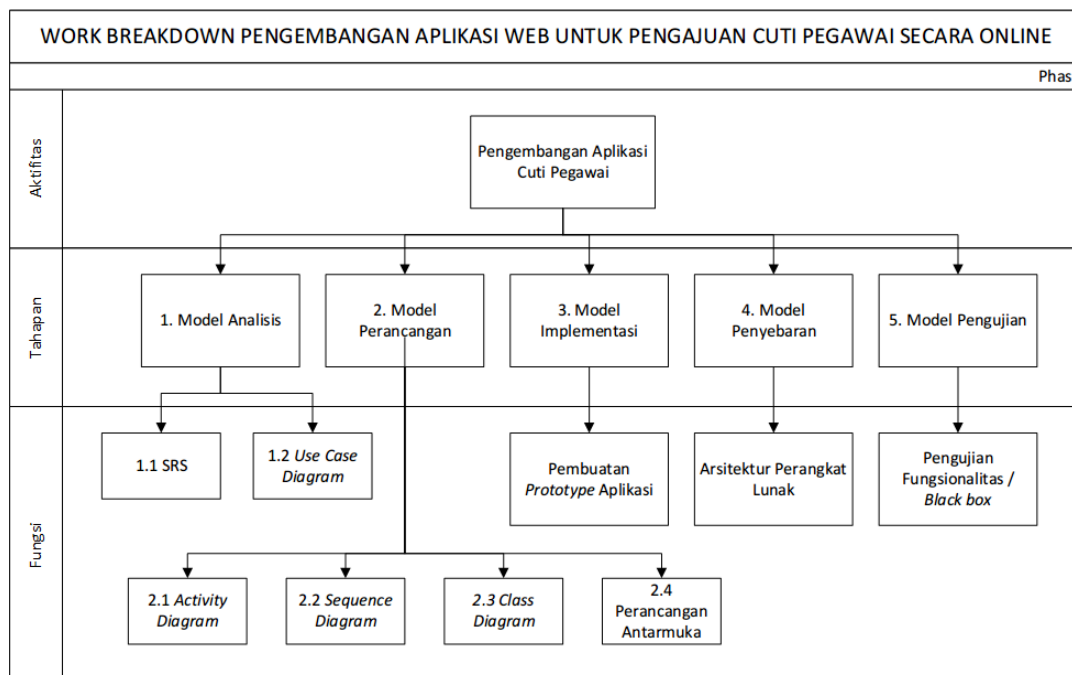 WORK BREAKDOWN PENGEMBANGAN APLIKASI WEB UNTUK PENGAJUAN CUTI PEGAWAI SECARA ONLINE
Phas
Aktifitas
Pengembangan Aplikasi
Cuti Pegawai
Tahapan
1. Model Analisis
2. Model
Perancangan
3. Model
Implementasi
4. Model
Penyebaran
5. Model Pengujian
Fungsi
1.1 SRS
1.2 Use Case
Diagram
Pembuatan
Prototype Aplikasi
Arsitektur Perangkat
Lunak
Pengujian
Fungsionalitas /
Black box
2.1 Activity
Diagram
2.2 Sequence
Diagram
2.3 Class
Diagram
2.4
Perancangan
Antarmuka